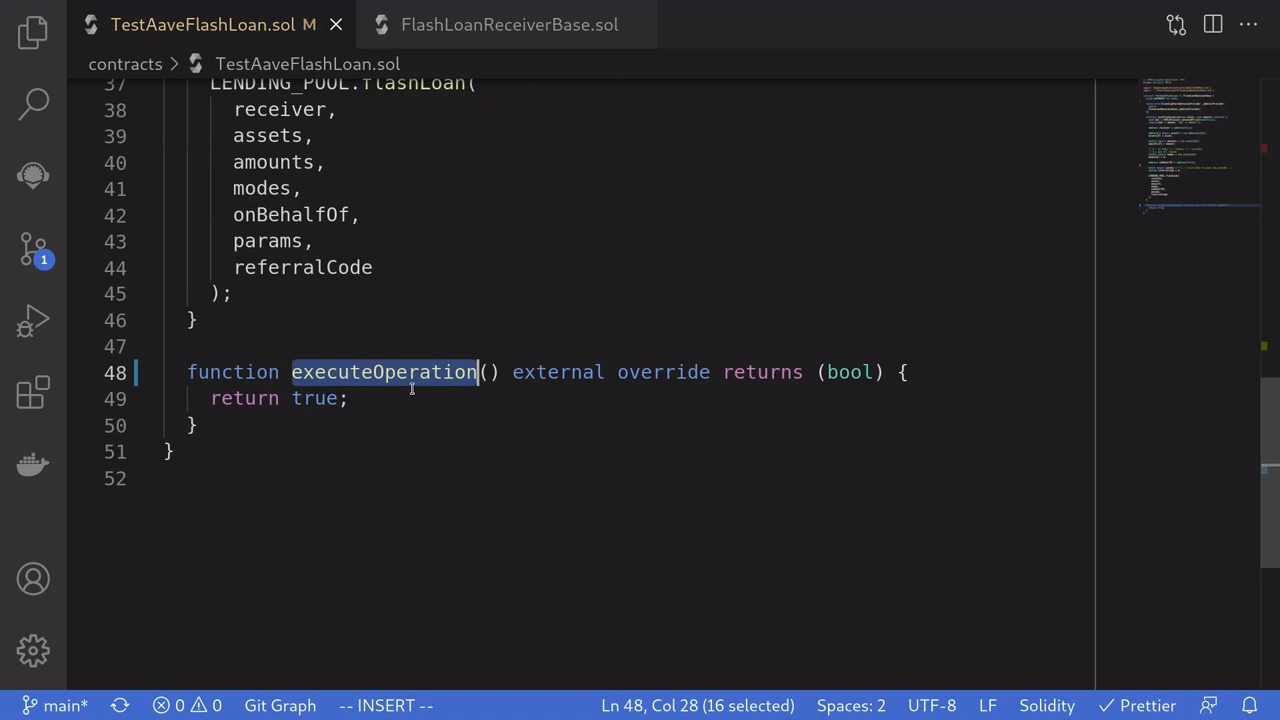 TestAaveFlashLoan.sol M
FlashLoanReceiverBase.sol
contracts > TestAaveFlashLoan.sol
37 LENDING_POOL.flashLoan(
38 receiver,
39 assets,
40 amounts,
41 modes,
42 onBehalfOf,
43 params,
44 referralCode
45 );
46 }
47
48 function executeOperation() external override returns (bool) {
49 return true;
50 }
51 }
52
1
main* 0 0 Git Graph -- INSERT -- Ln 48, Col 28 (16 selected) Spaces: 2 UTF-8 LF Solidity Prettier